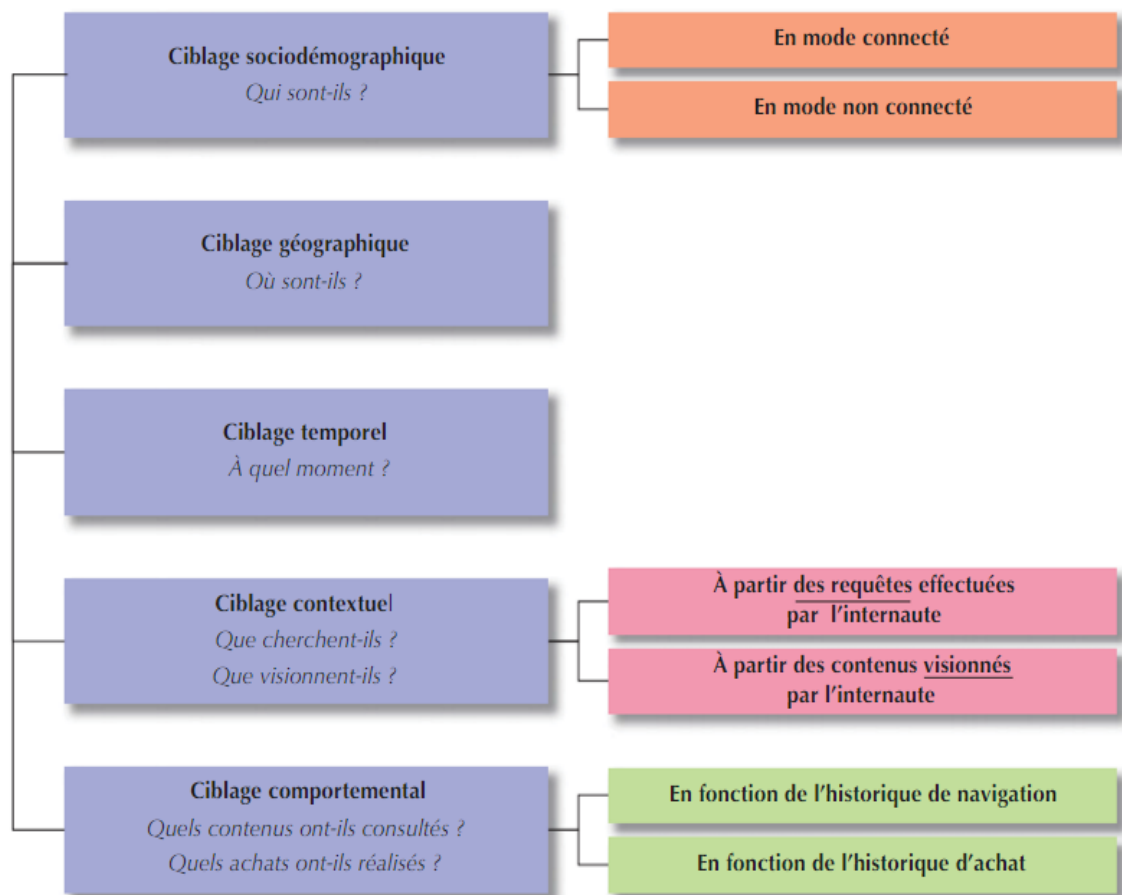 Ciblage sociodémographique
Qui sont-ils ?
En mode connecté
En mode non connecté
Ciblage géographique
Où sont-ils ?
Ciblage temporel
À quel moment ?
Ciblage contextuel
Que cherchent-ils ?
Que visionnent-ils ?
À partir des requêtes effectuées
par l’internaute
À partir des contenus visionnés
par l’internaute
Ciblage comportemental
Quels contenus ont-ils consultés ?
Quels achats ont-ils réalisés ?
En fonction de l’historique de navigation
En fonction de l’historique d’achat